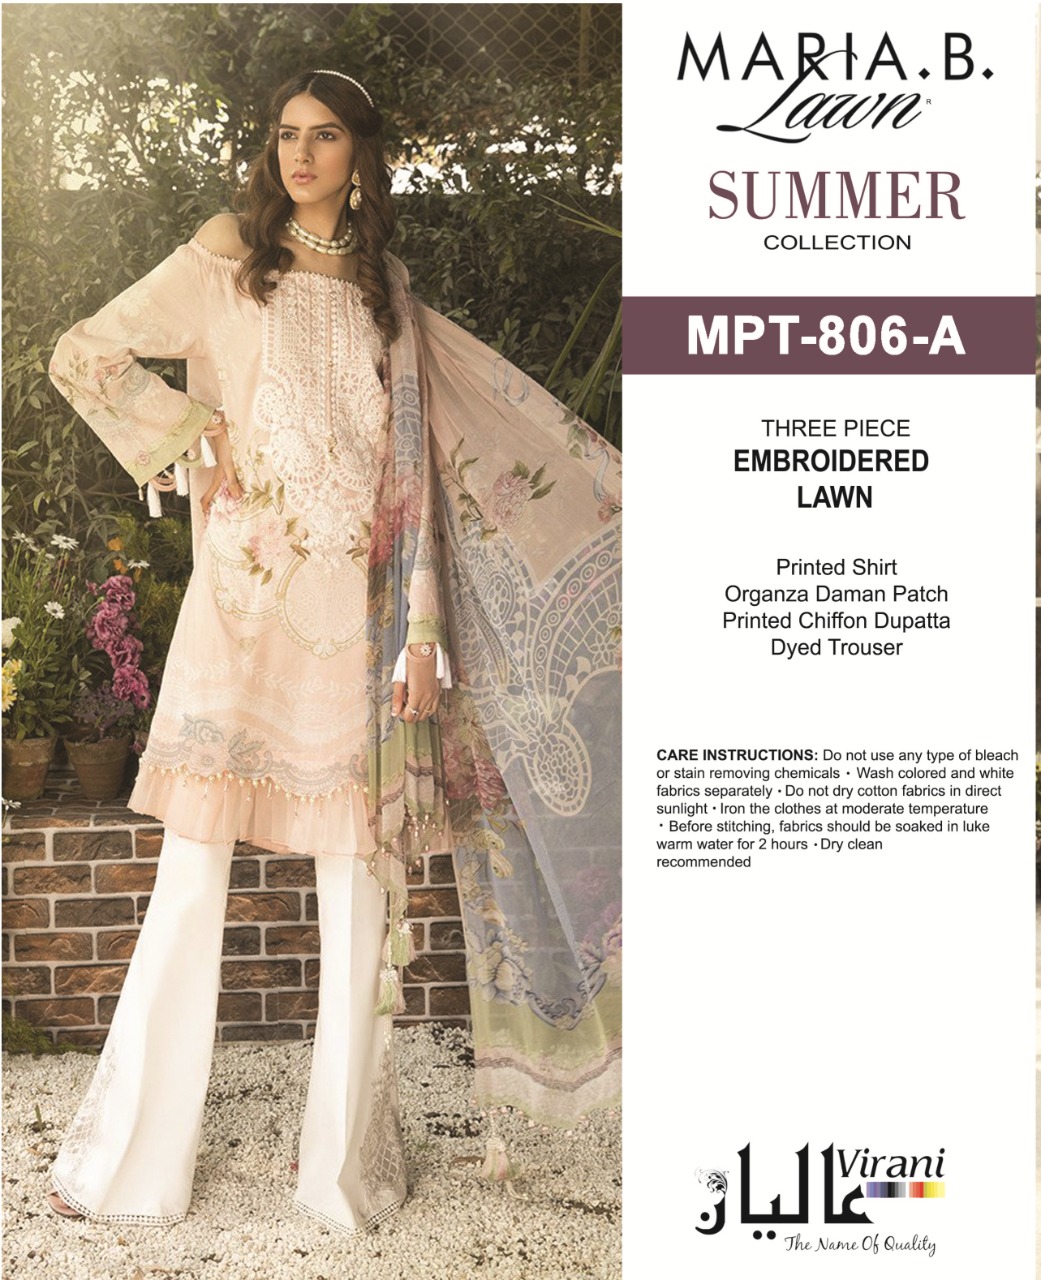 MARIA.B.
Lawn®
SUMMER
COLLECTION
MPT-806-A
THREE PIECE
EMBROIDERED
LAWN
Printed Shirt
Organza Daman Patch
Printed Chiffon Dupatta
Dyed Trouser
CARE INSTRUCTIONS: Do not use any type of bleach
or stain removing chemicals • Wash colored and white
fabrics separately • Do not dry cotton fabrics in direct
sunlight • Iron the clothes at moderate temperature
• Before stitching, fabrics should be soaked in luke
warm water for 2 hours • Dry clean
recommended
عالیان Virani
The Name Of Quality